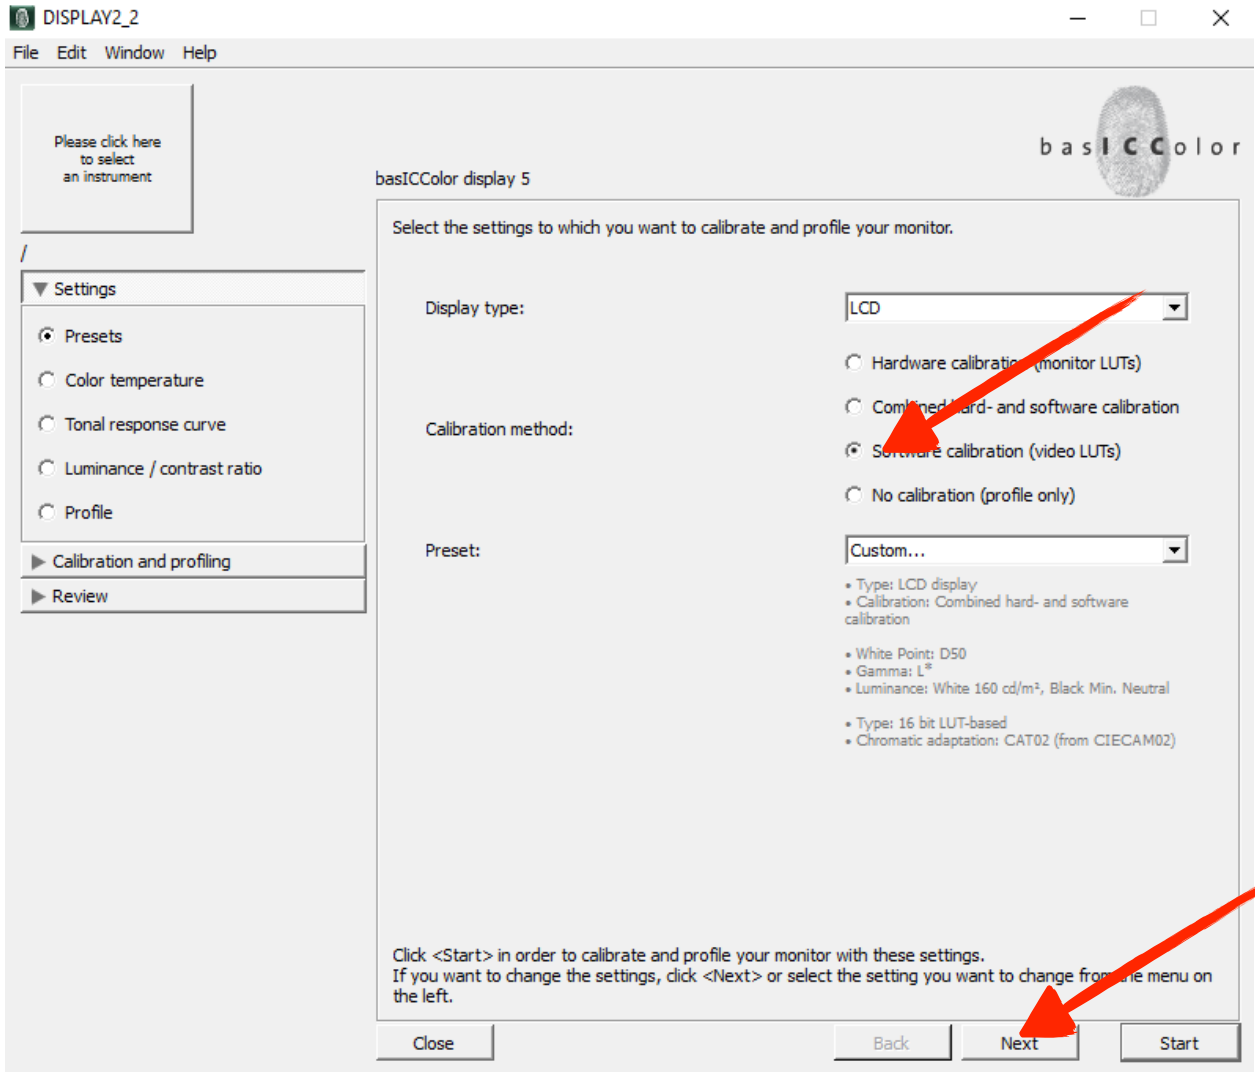 DISPLAY2_2
File Edit Window Help
Please click here
to select
an instrument
basICColor
basICColor display 5
/
Settings
Presets
Color temperature
Tonal response curve
Luminance / contrast ratio
Profile
Calibration and profiling
Review
Select the settings to which you want to calibrate and profile your monitor.
Display type:
LCD
Calibration method:
Hardware calibration (monitor LUTs)
Combined hard- and software calibration
Software calibration (video LUTs)
No calibration (profile only)
Preset:
Custom...
• Type: LCD display
• Calibration: Combined hard- and software
calibration
• White Point: D50
• Gamma: L*
• Luminance: White 160 cd/m², Black Min. Neutral
• Type: 16 bit LUT-based
• Chromatic adaptation: CAT02 (from CIECAM02)
Click <Start> in order to calibrate and profile your monitor with these settings.
If you want to change the settings, click <Next> or select the setting you want to change from the menu on
the left.
Close
Back
Next
Start